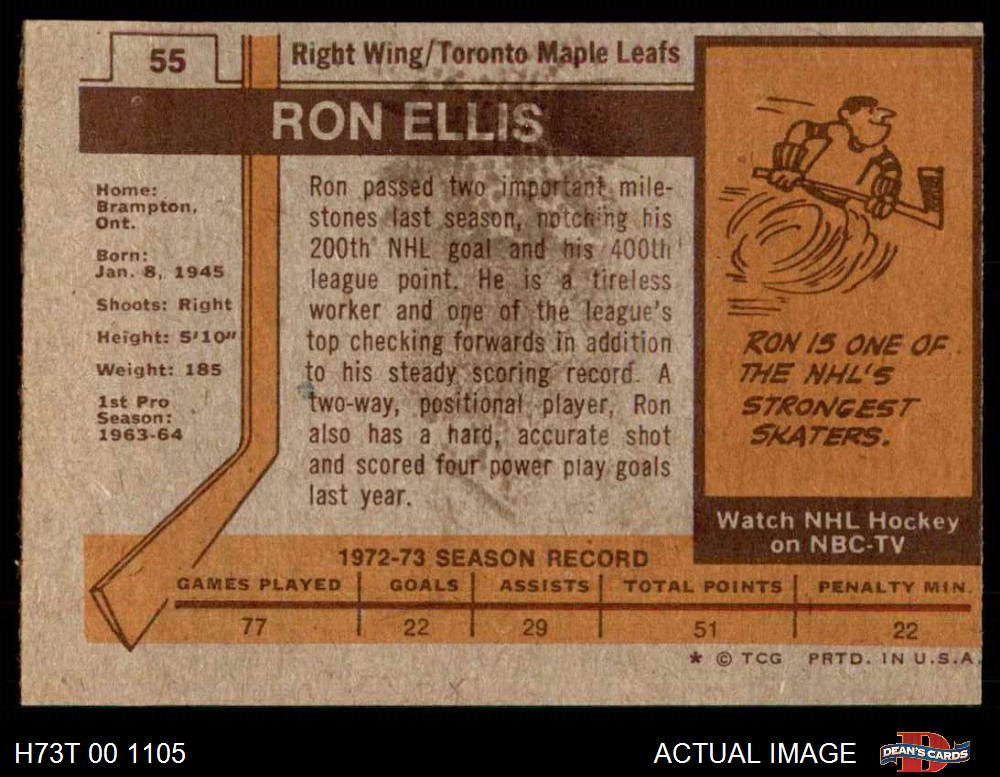 55
Right Wing/Toronto Maple Leafs
RON ELLIS
Home:
Brampton,
Ont.
Born:
Jan. 8, 1945
Shoots: Right
Height: 5'10"
Weight: 185
1st Pro
Season:
1963-64
Ron passed two important mile-
stones last season, notching his
200th NHL goal and his 400th
league point. He is a tireless
worker and one of the league's
top checking forwards in addition
to his steady scoring record. A
two-way, positional player, Ron
also has a hard, accurate shot
and scored four power play goals
last year.
RON IS ONE OF
THE NHL'S
STRONGEST
SKATERS.
Watch NHL Hockey
on NBC-TV
1972-73 SEASON RECORD
GAMES PLAYED GOALS ASSISTS TOTAL POINTS PENALTY MIN.
77 22 29 51 22
* © TCG PRTD. IN U.S.A.
H73T 00 1105
ACTUAL IMAGE
D
DEAN'S CARDS